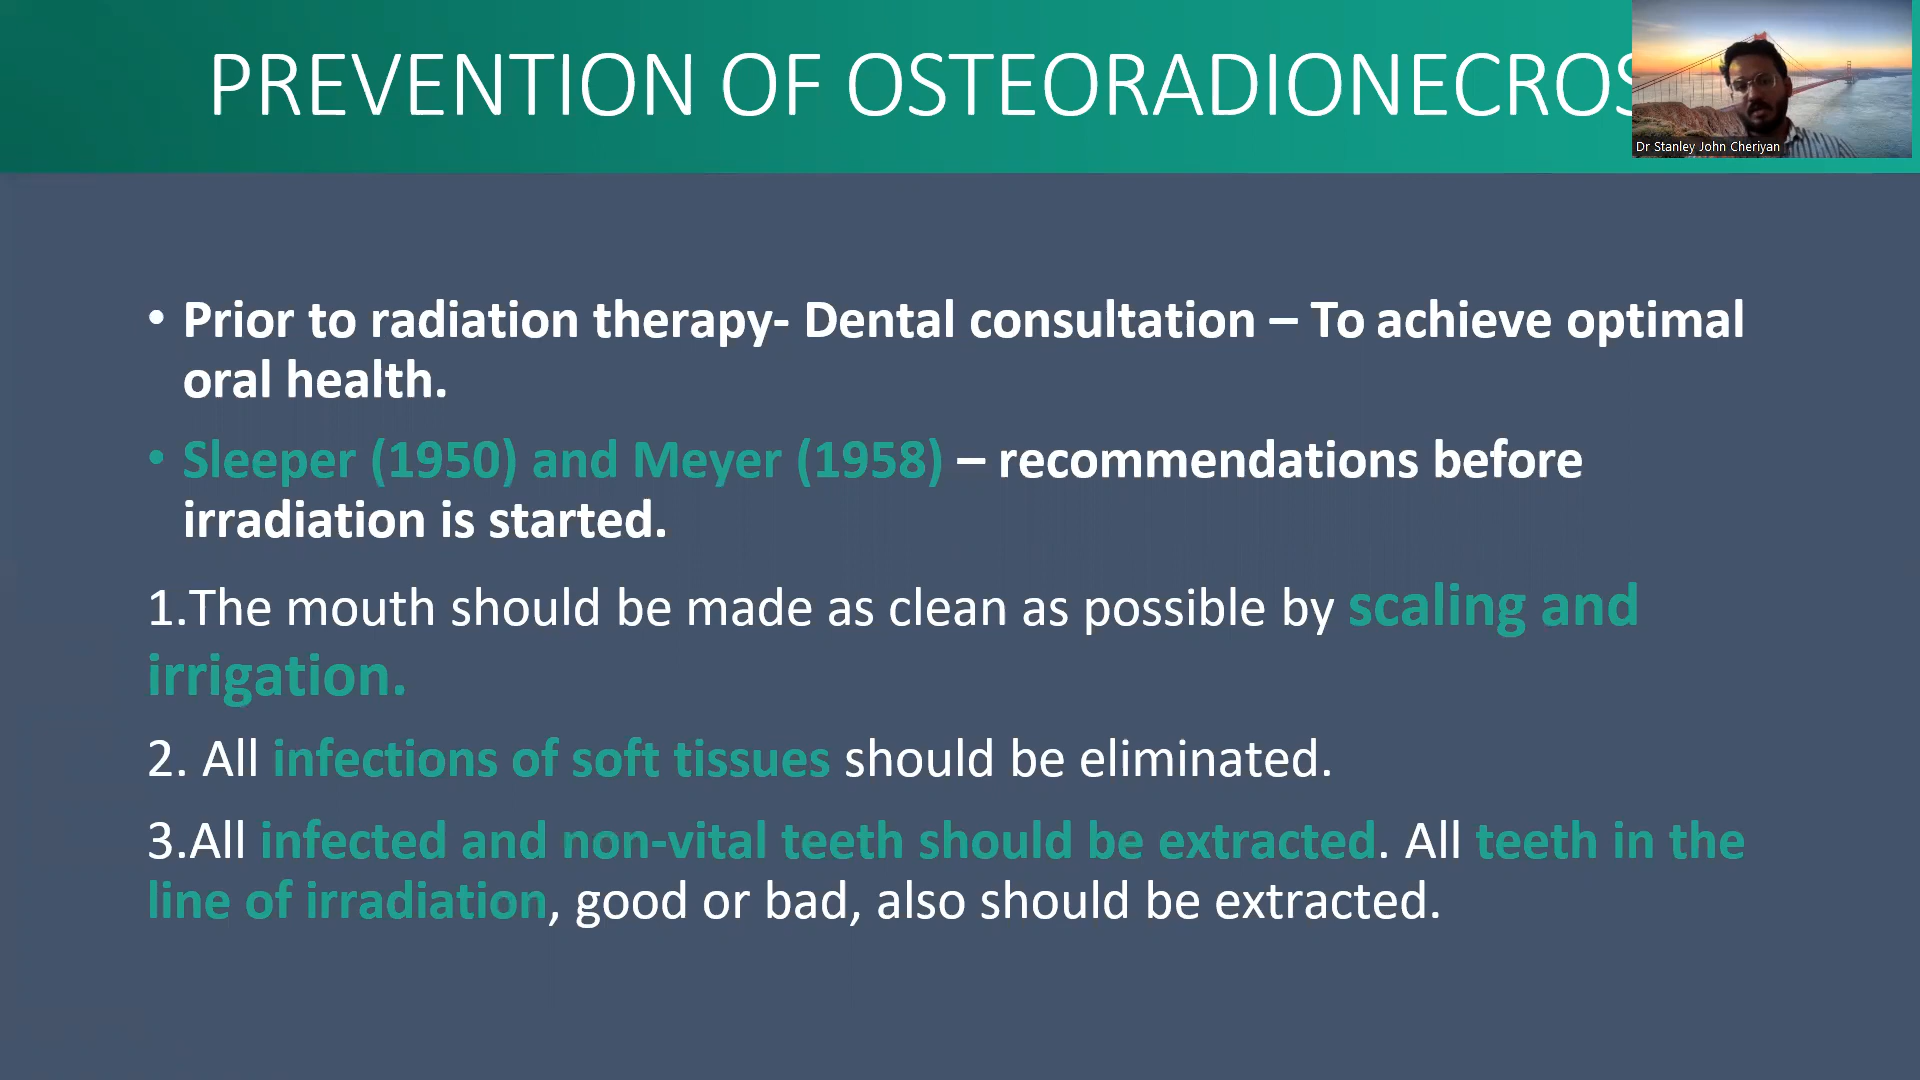 PREVENTION OF OSTEORADIONECROS
Dr Stanley John Cheriyan
• Prior to radiation therapy- Dental consultation – To achieve optimal
oral health.
• Sleeper (1950) and Meyer (1958) – recommendations before
irradiation is started.
1.The mouth should be made as clean as possible by scaling and
irrigation.
2. All infections of soft tissues should be eliminated.
3.All infected and non-vital teeth should be extracted. All teeth in the
line of irradiation, good or bad, also should be extracted.